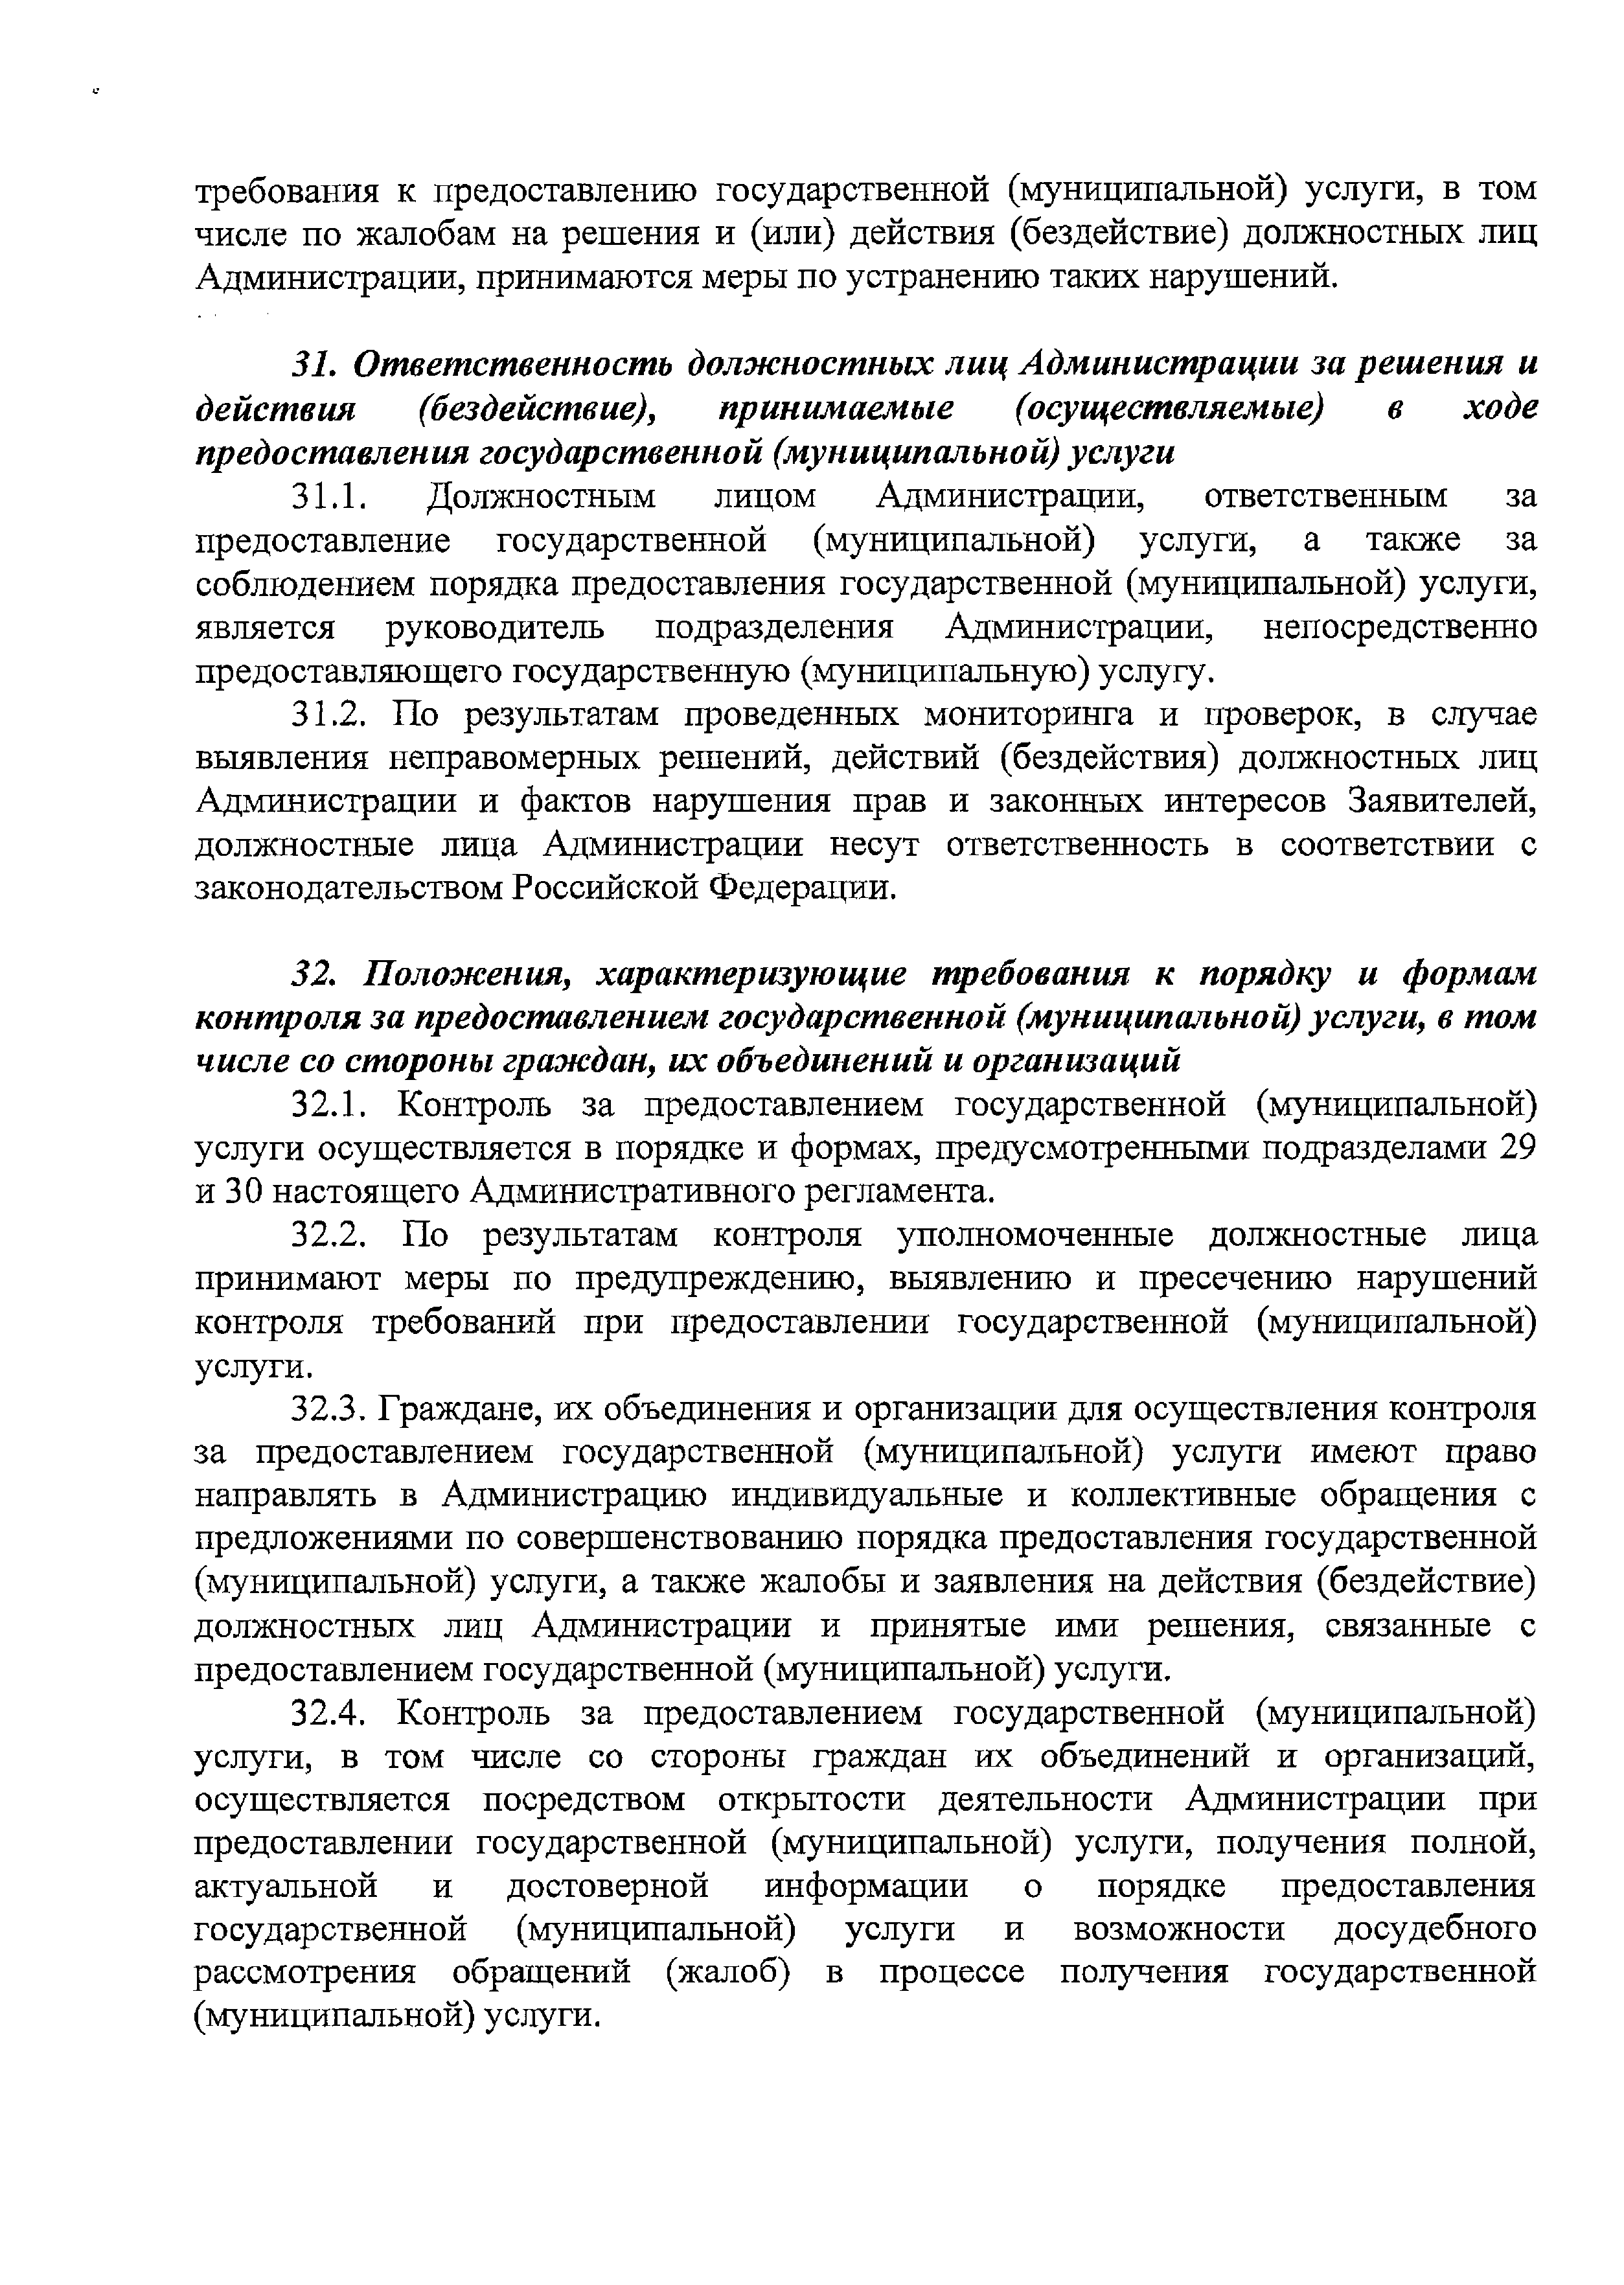 требования к предоставлению государственной (муниципальной) услуги, в том
числе по жалобам на решения и (или) действия (бездействие) должностных лиц
Администрации, принимаются меры по устранению таких нарушений.
31. Ответственность должностных лиц Администрации за решения и
действия (бездействие), принимаемые (осуществляемые) в ходе
предоставления государственной (муниципальной) услуги
31.1. Должностным лицом Администрации, ответственным за
предоставление государственной (муниципальной) услуги, а также за
соблюдением порядка предоставления государственной (муниципальной) услуги,
является руководитель подразделения Администрации, непосредственно
предоставляющего государственную (муниципальную) услугу.
31.2. По результатам проведенных мониторинга и проверок, в случае
выявления неправомерных решений, действий (бездействия) должностных лиц
Администрации и фактов нарушения прав и законных интересов Заявителей,
должностные лица Администрации несут ответственность в соответствии с
законодательством Российской Федерации.
32. Положения, характеризующие требования к порядку и формам
контроля за предоставлением государственной (муниципальной) услуги, в том
числе со стороны граждан, их объединений и организаций
32.1. Контроль за предоставлением государственной (муниципальной)
услуги осуществляется в порядке и формах, предусмотренными подразделами 29
и 30 настоящего Административного регламента.
32.2. По результатам контроля уполномоченные должностные лица
принимают меры по предупреждению, выявлению и пресечению нарушений
контроля требований при предоставлении государственной (муниципальной)
услуги.
32.3. Граждане, их объединения и организации для осуществления контроля
за предоставлением государственной (муниципальной) услуги имеют право
направлять в Администрацию индивидуальные и коллективные обращения с
предложениями по совершенствованию порядка предоставления государственной
(муниципальной) услуги, а также жалобы и заявления на действия (бездействие)
должностных лиц Администрации и принятые ими решения, связанные с
предоставлением государственной (муниципальной) услуги.
32.4. Контроль за предоставлением государственной (муниципальной)
услуги, в том числе со стороны граждан их объединений и организаций,
осуществляется посредством открытости деятельности Администрации при
предоставлении государственной (муниципальной) услуги, получения полной,
актуальной и достоверной информации о порядке предоставления
государственной (муниципальной) услуги и возможности досудебного
рассмотрения обращений (жалоб) в процессе получения государственной
(муниципальной) услуги.